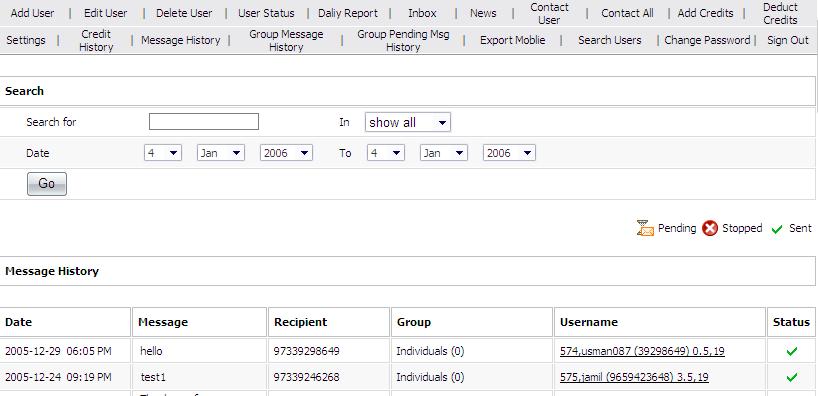 Add User | Edit User | Delete User | User Status | Daliy Report | Inbox | News | Contact User | Contact All | Add Credits | Deduct Credits
Settings | Credit History | Message History | Group Message History | Group Pending Msg History | Export Moblie | Search Users | Change Password | Sign Out
Search
Search for In show all
Date 4 Jan 2006 To 4 Jan 2006
Go
Pending Stopped Sent
Message History
Date Message Recipient Group Username Status
2005-12-29 06:05 PM hello 97339298649 Individuals (0) 574,usman087 (39298649) 0.5,19
2005-12-24 09:19 PM test1 97339246268 Individuals (0) 575,jamil (9659423648) 3.5,19